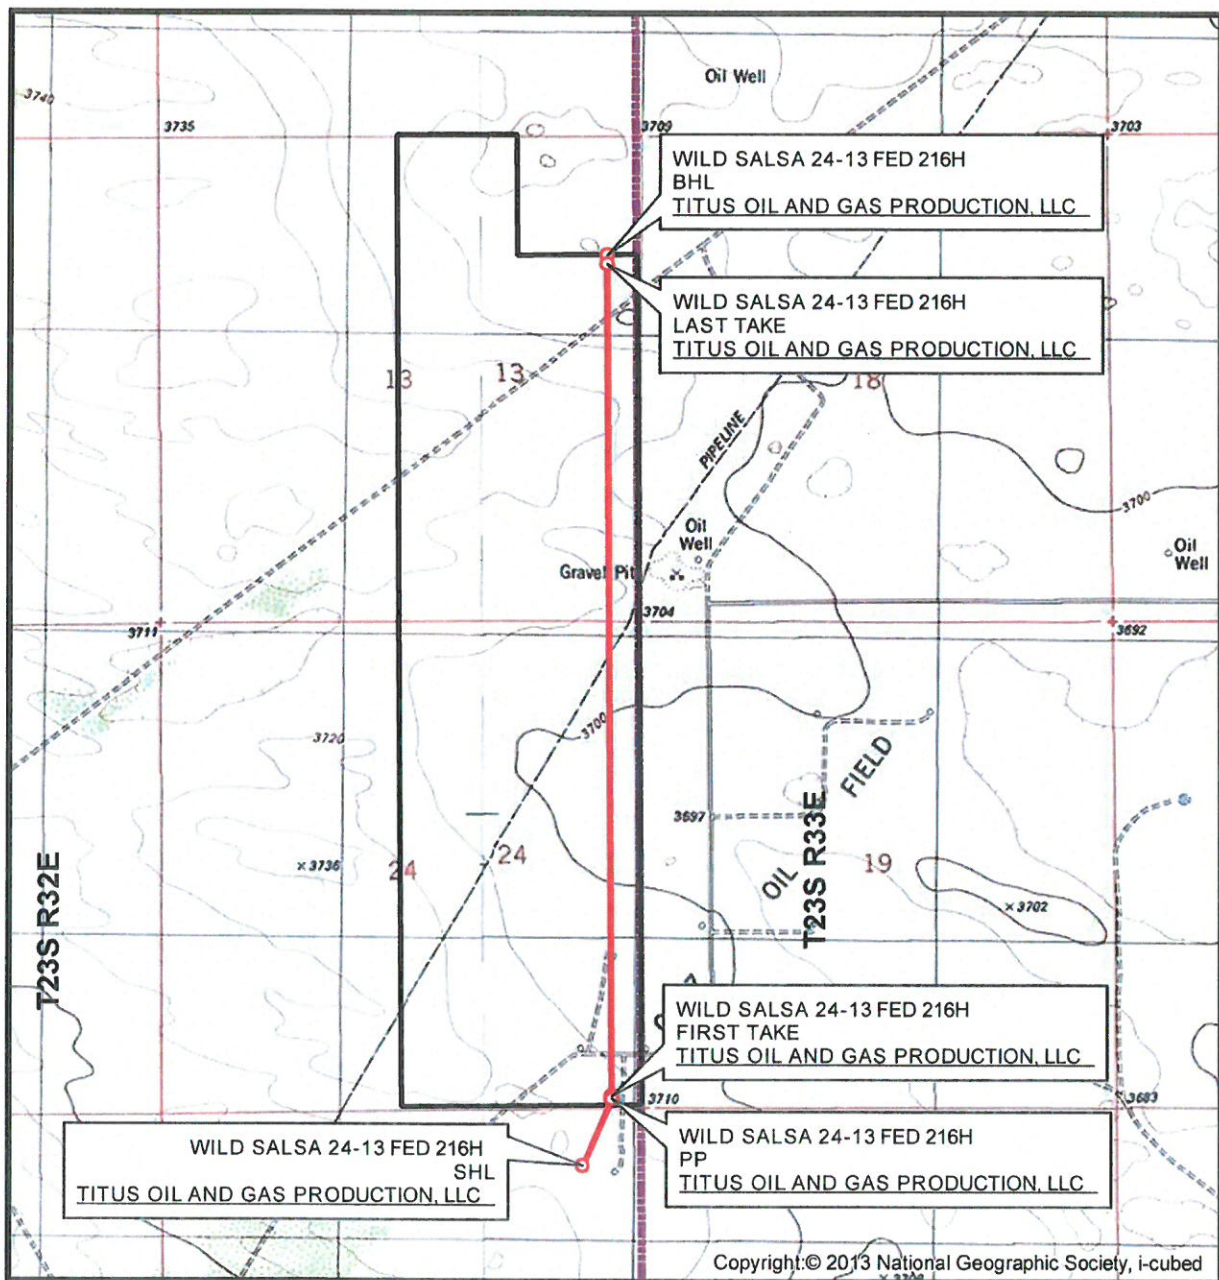 Oil Well
3740
3735
3709
3703
WILD SALSA 24-13 FED 216H
BHL
TITUS OIL AND GAS PRODUCTION, LLC
WILD SALSA 24-13 FED 216H
LAST TAKE
TITUS OIL AND GAS PRODUCTION, LLC
13
13
18
PIPELINE
3700
Oil
Well
Oil
Well
Gravel Pit
3704
3711
3692
3700
3720
FIELD
3697
T23S R33E
OIL
24
24
19
×3736
×3702
T23S R32E
WILD SALSA 24-13 FED 216H
FIRST TAKE
TITUS OIL AND GAS PRODUCTION, LLC
3710
3683
WILD SALSA 24-13 FED 216H
SHL
TITUS OIL AND GAS PRODUCTION, LLC
WILD SALSA 24-13 FED 216H
PP
TITUS OIL AND GAS PRODUCTION, LLC
Copyright:© 2013 National Geographic Society, i-cubed